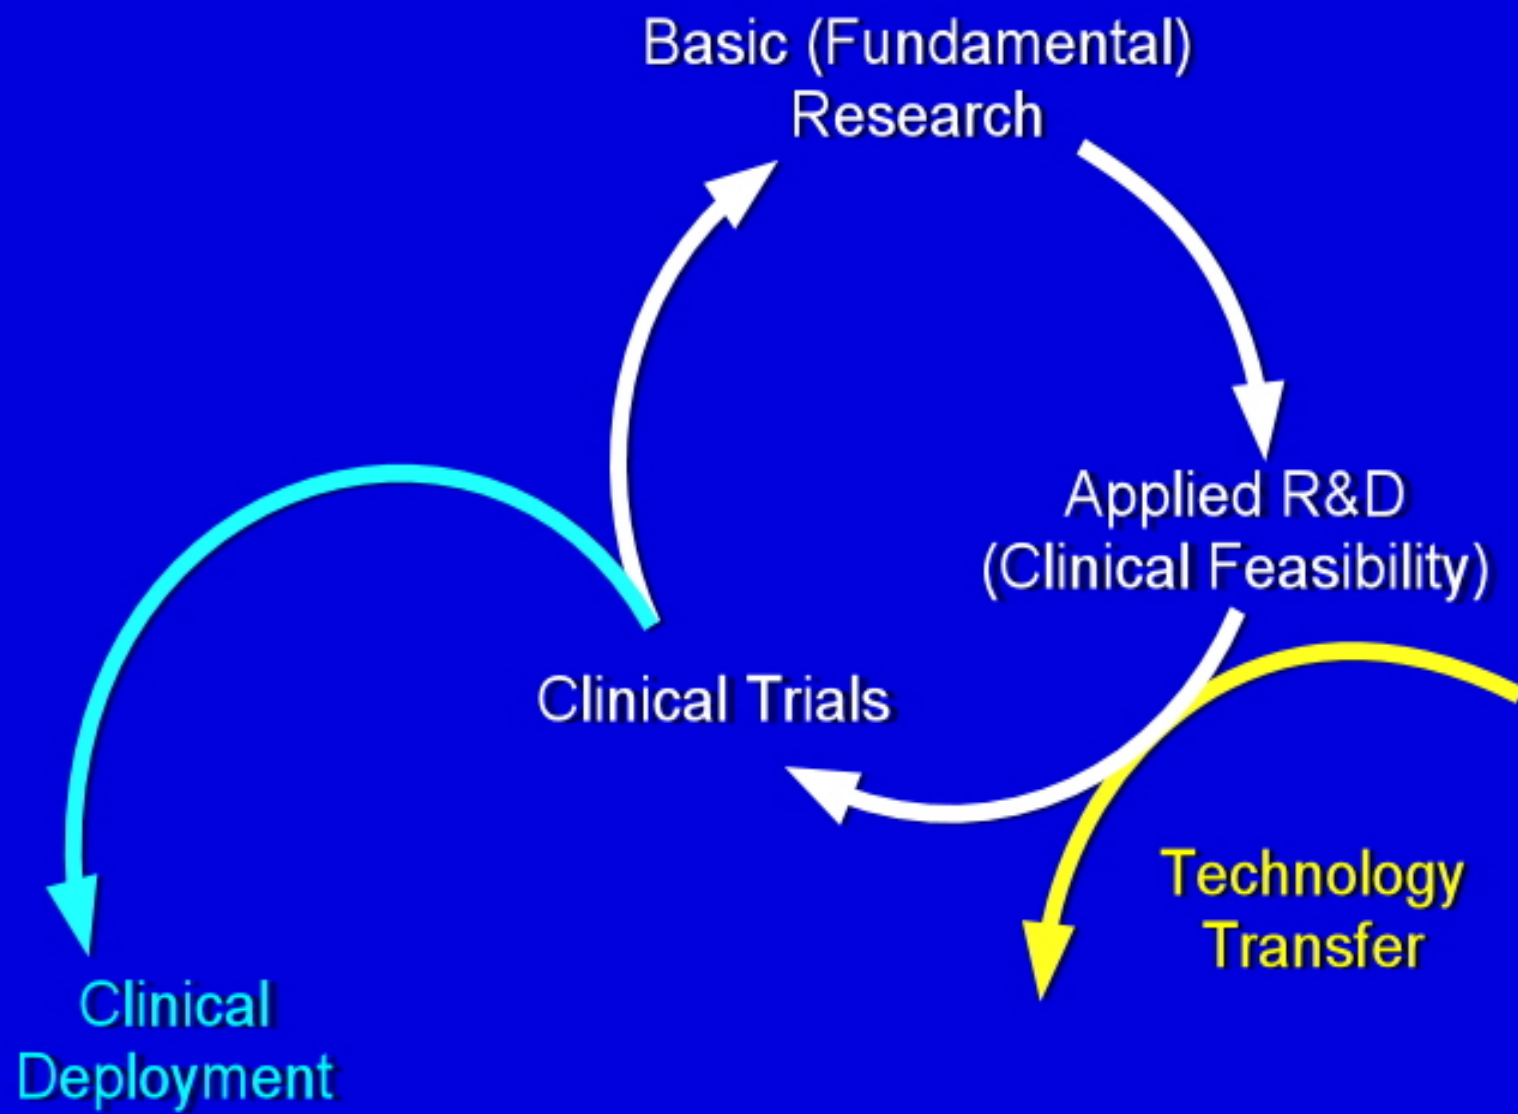 Basic (Fundamental)
Research
Applied R&D
(Clinical Feasibility)
Clinical Trials
Technology
Transfer
Clinical
Deployment